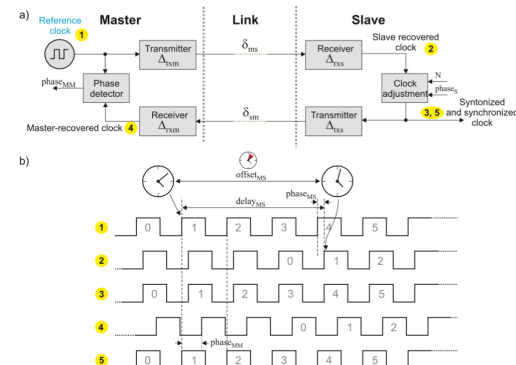 a)
Master
Link
Slave
Reference
clock
1
Transmitter
Δtxm
δms
Receiver
Δrxs
Slave recovered
clock
2
phaseMM
Phase
detector
Clock
adjustment
N
phaseS
Receiver
Δrxm
δsm
Transmitter
Δtxs
3, 5
Syntonized
and synchronized
clock
Master-recovered clock
4
b)
offsetMS
phaseMS
delayMS
1 0 1 2 3 4 5
2 0 1 2
3 0 1 2 3 4 5
4 0 1 2
phaseMM
5 0 1 2 3 4 5